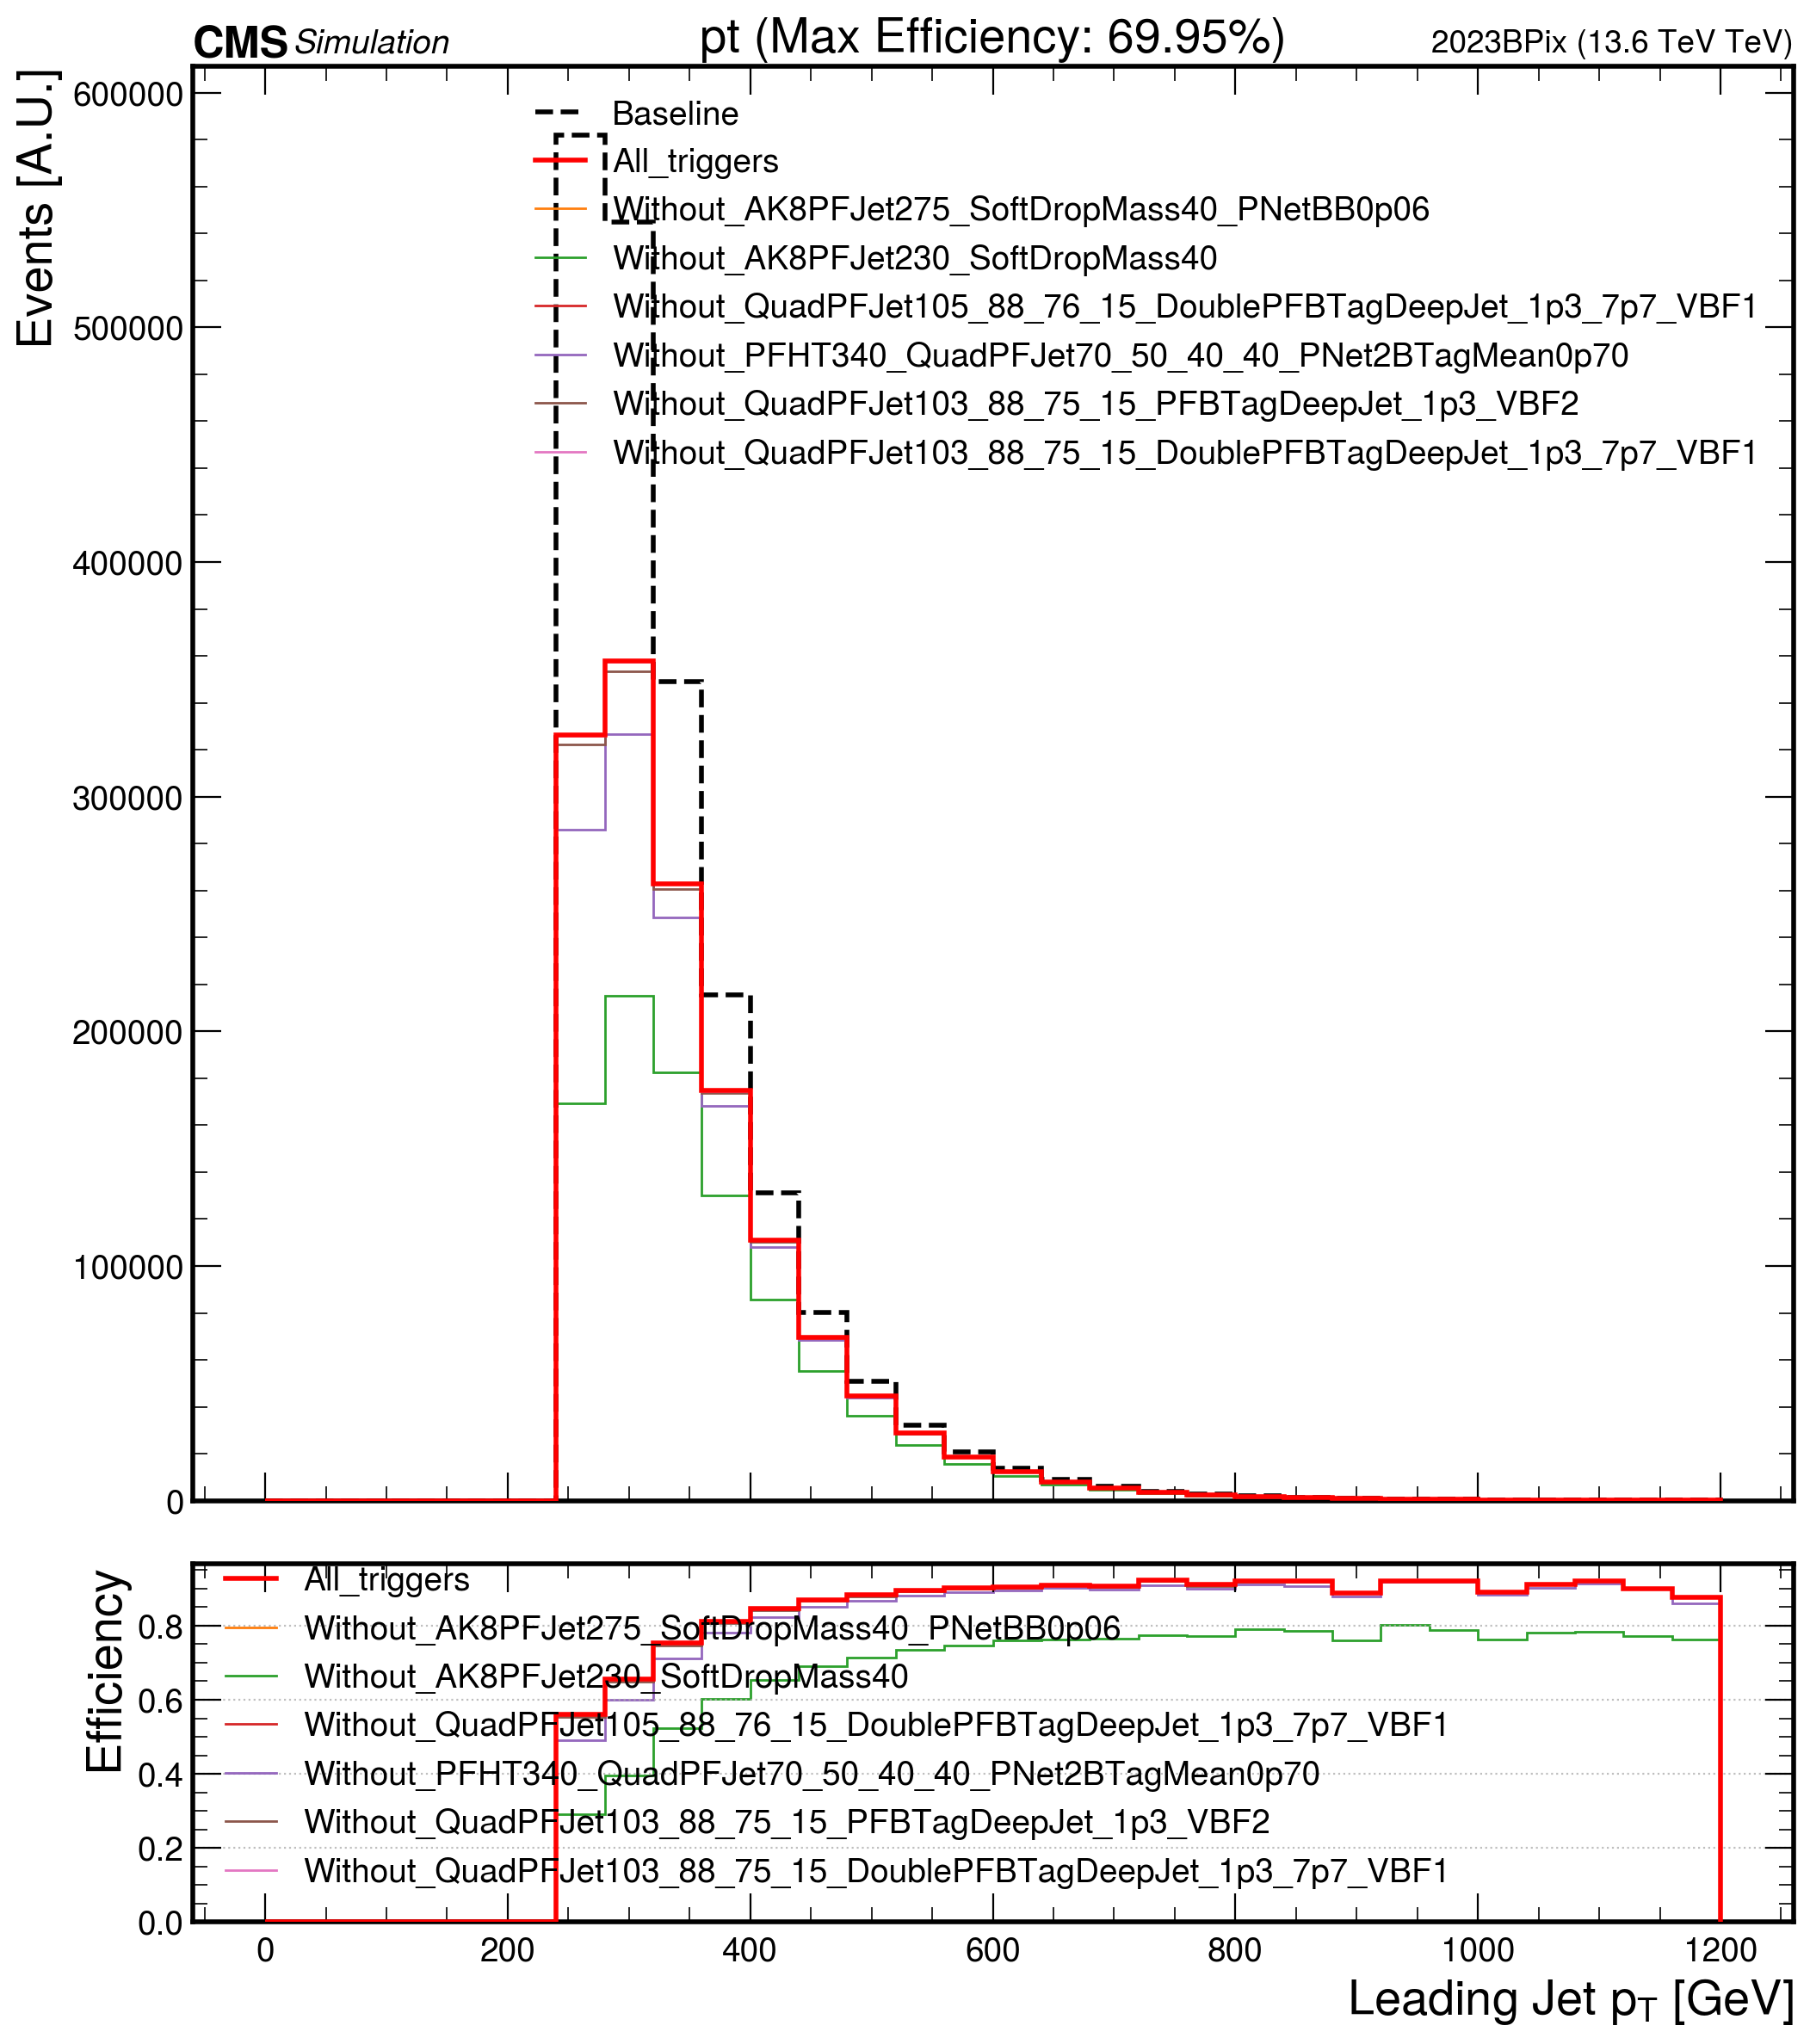 CMS Simulation pt (Max Efficiency: 69.95%) 2023BPix (13.6 TeV TeV)
Events [A.U.]
600000
500000
400000
300000
200000
100000
0
Baseline
All_triggers
Without_AK8PFJet275_SoftDropMass40_PNetBB0p06
Without_AK8PFJet230_SoftDropMass40
Without_QuadPFJet105_88_76_15_DoublePFBTagDeepJet_1p3_7p7_VBF1
Without_PFHT340_QuadPFJet70_50_40_40_PNet2BTagMean0p70
Without_QuadPFJet103_88_75_15_PFBTagDeepJet_1p3_VBF2
Without_QuadPFJet103_88_75_15_DoublePFBTagDeepJet_1p3_7p7_VBF1
Efficiency
0.8
0.6
0.4
0.2
0.0
All_triggers
Without_AK8PFJet275_SoftDropMass40_PNetBB0p06
Without_AK8PFJet230_SoftDropMass40
Without_QuadPFJet105_88_76_15_DoublePFBTagDeepJet_1p3_7p7_VBF1
Without_PFHT340_QuadPFJet70_50_40_40_PNet2BTagMean0p70
Without_QuadPFJet103_88_75_15_PFBTagDeepJet_1p3_VBF2
Without_QuadPFJet103_88_75_15_DoublePFBTagDeepJet_1p3_7p7_VBF1
0 200 400 600 800 1000 1200
Leading Jet pT [GeV]